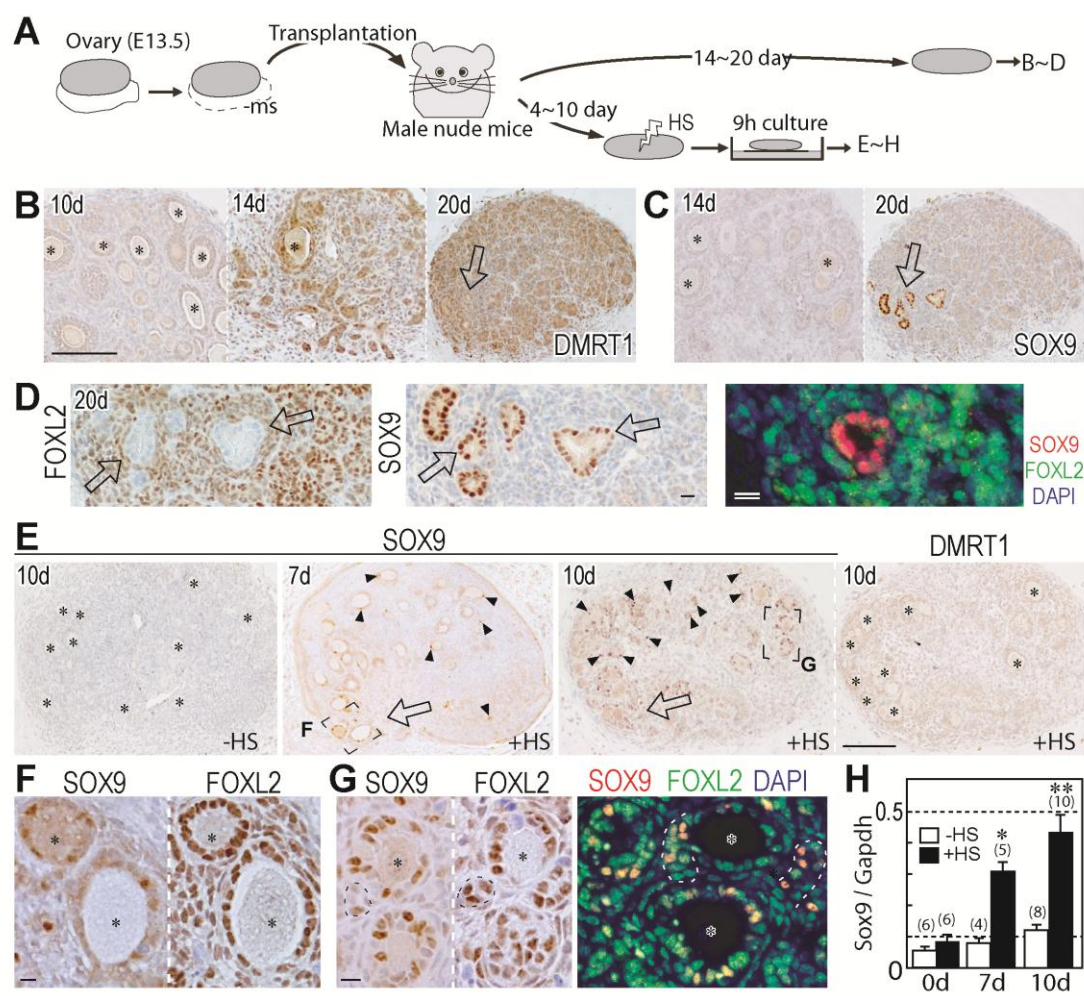 A
Ovary (E13.5)
-ms
Transplantation
Male nude mice
14~20 day
B~D
4~10 day
HS
9h culture
E~H
B
10d
14d
20d
DMRT1
C
14d
20d
SOX9
D
20d
FOXL2
SOX9
SOX9
FOXL2
DAPI
E
SOX9
DMRT1
10d
7d
10d
10d
F
G
-HS
+HS
+HS
+HS
F
SOX9
FOXL2
G
SOX9
FOXL2
SOX9 FOXL2 DAPI
H
Sox9 / Gapdh
0.5
0
-HS
+HS
**
(10)
*
(5)
(6)
(6)
(4)
(8)
0d
7d
10d